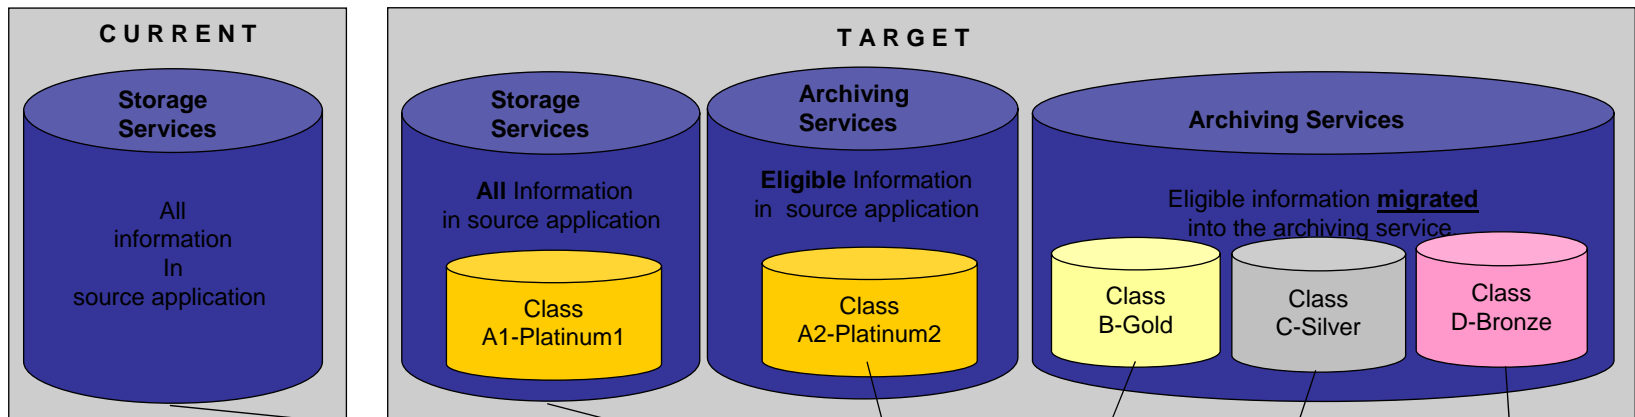 C U R R E N T
Storage
Services
All
information
In
source application
T A R G E T
Storage
Services
All Information
in source application
Class
A1-Platinum1
Archiving
Services
Eligible Information
in source application
Class
A2-Platinum2
Archiving Services
Eligible information migrated
into the archiving service
Class
B-Gold
Class
C-Silver
Class
D-Bronze